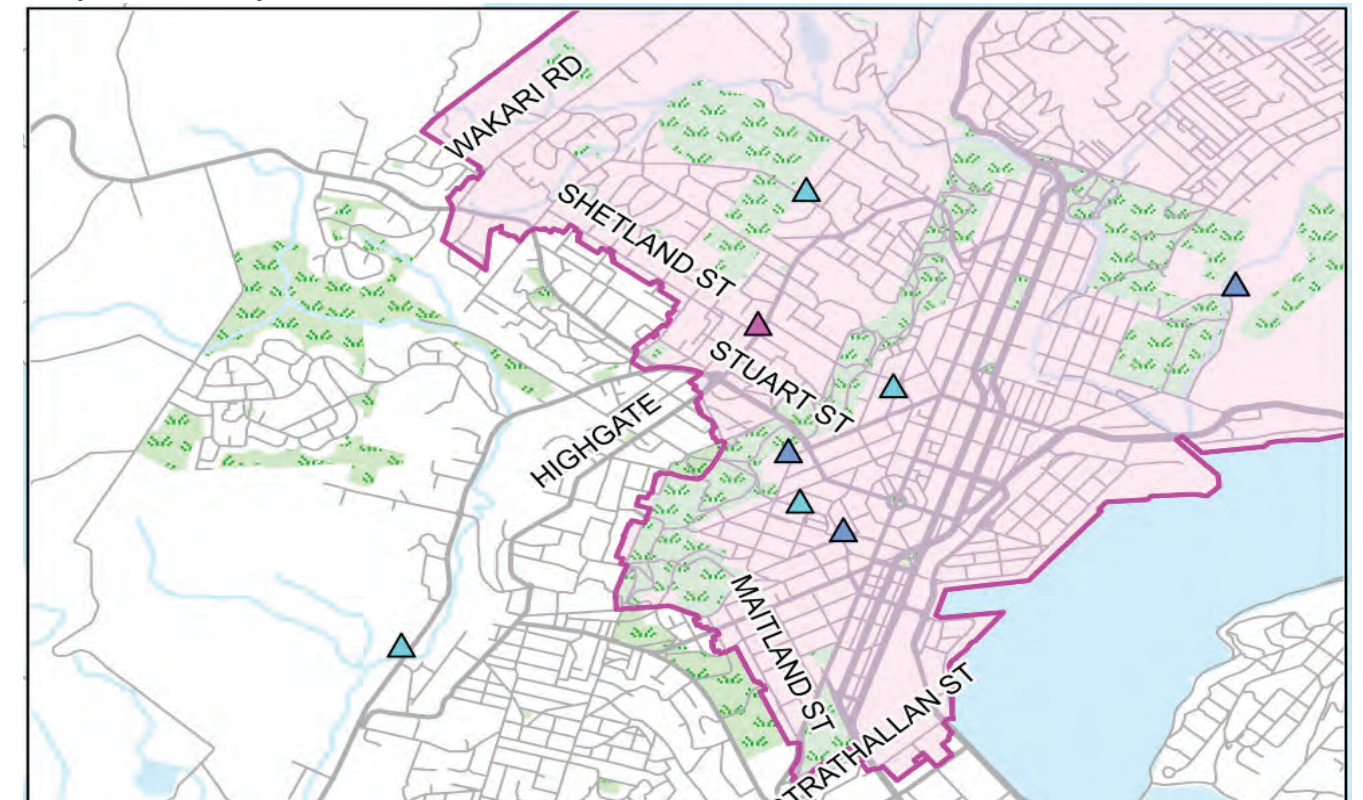 WAKARI RD
SHETLAND ST
STUART ST
HIGHGATE
MAITLAND ST
STRATHALLAN ST